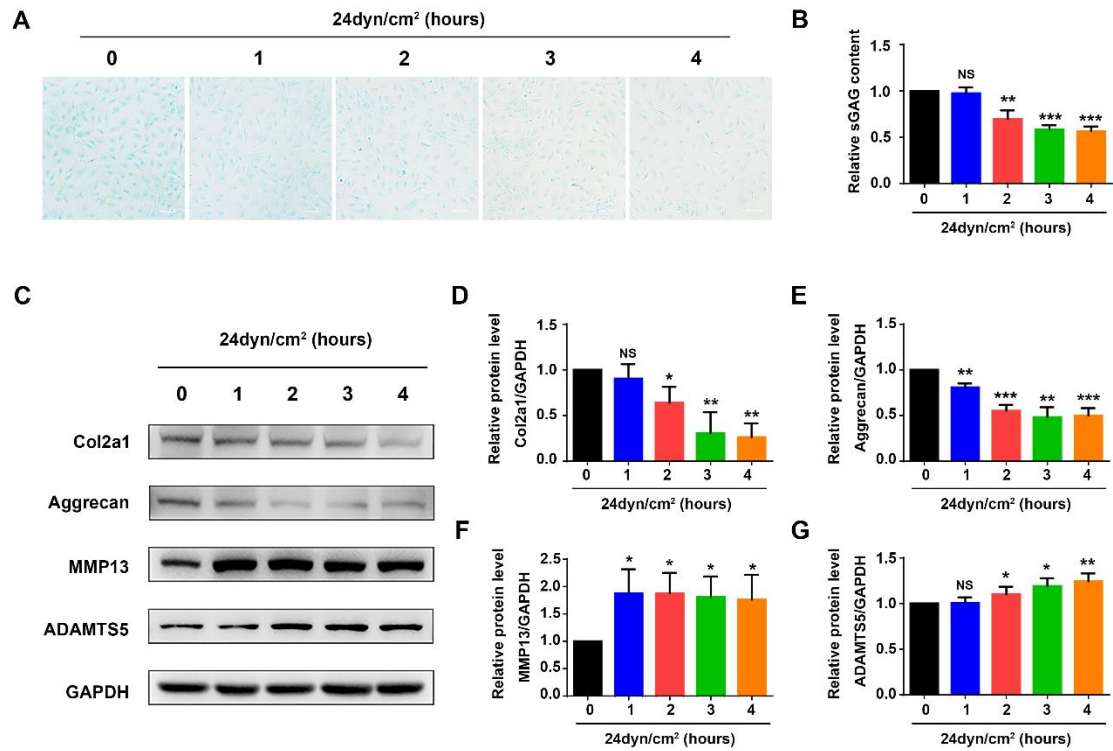 A
24dyn/cm² (hours)
0 1 2 3 4
B
Relative sGAG content
1.5
1.0
0.5
0.0
NS ** *** ***
0 1 2 3 4
24dyn/cm² (hours)
C
24dyn/cm² (hours)
0 1 2 3 4
Col2a1
Aggrecan
MMP13
ADAMTS5
GAPDH
D
Relative protein level
Col2a1/GAPDH
1.5
1.0
0.5
0.0
NS * ** **
0 1 2 3 4
24dyn/cm² (hours)
E
Relative protein level
Aggrecan/GAPDH
1.5
1.0
0.5
0.0
** *** ** ***
0 1 2 3 4
24dyn/cm² (hours)
F
Relative protein level
MMP13/GAPDH
2.5
2.0
1.5
1.0
0.5
0.0
* * * *
0 1 2 3 4
24dyn/cm² (hours)
G
Relative protein level
ADAMTS5/GAPDH
1.5
1.0
0.5
0.0
NS * * **
0 1 2 3 4
24dyn/cm² (hours)